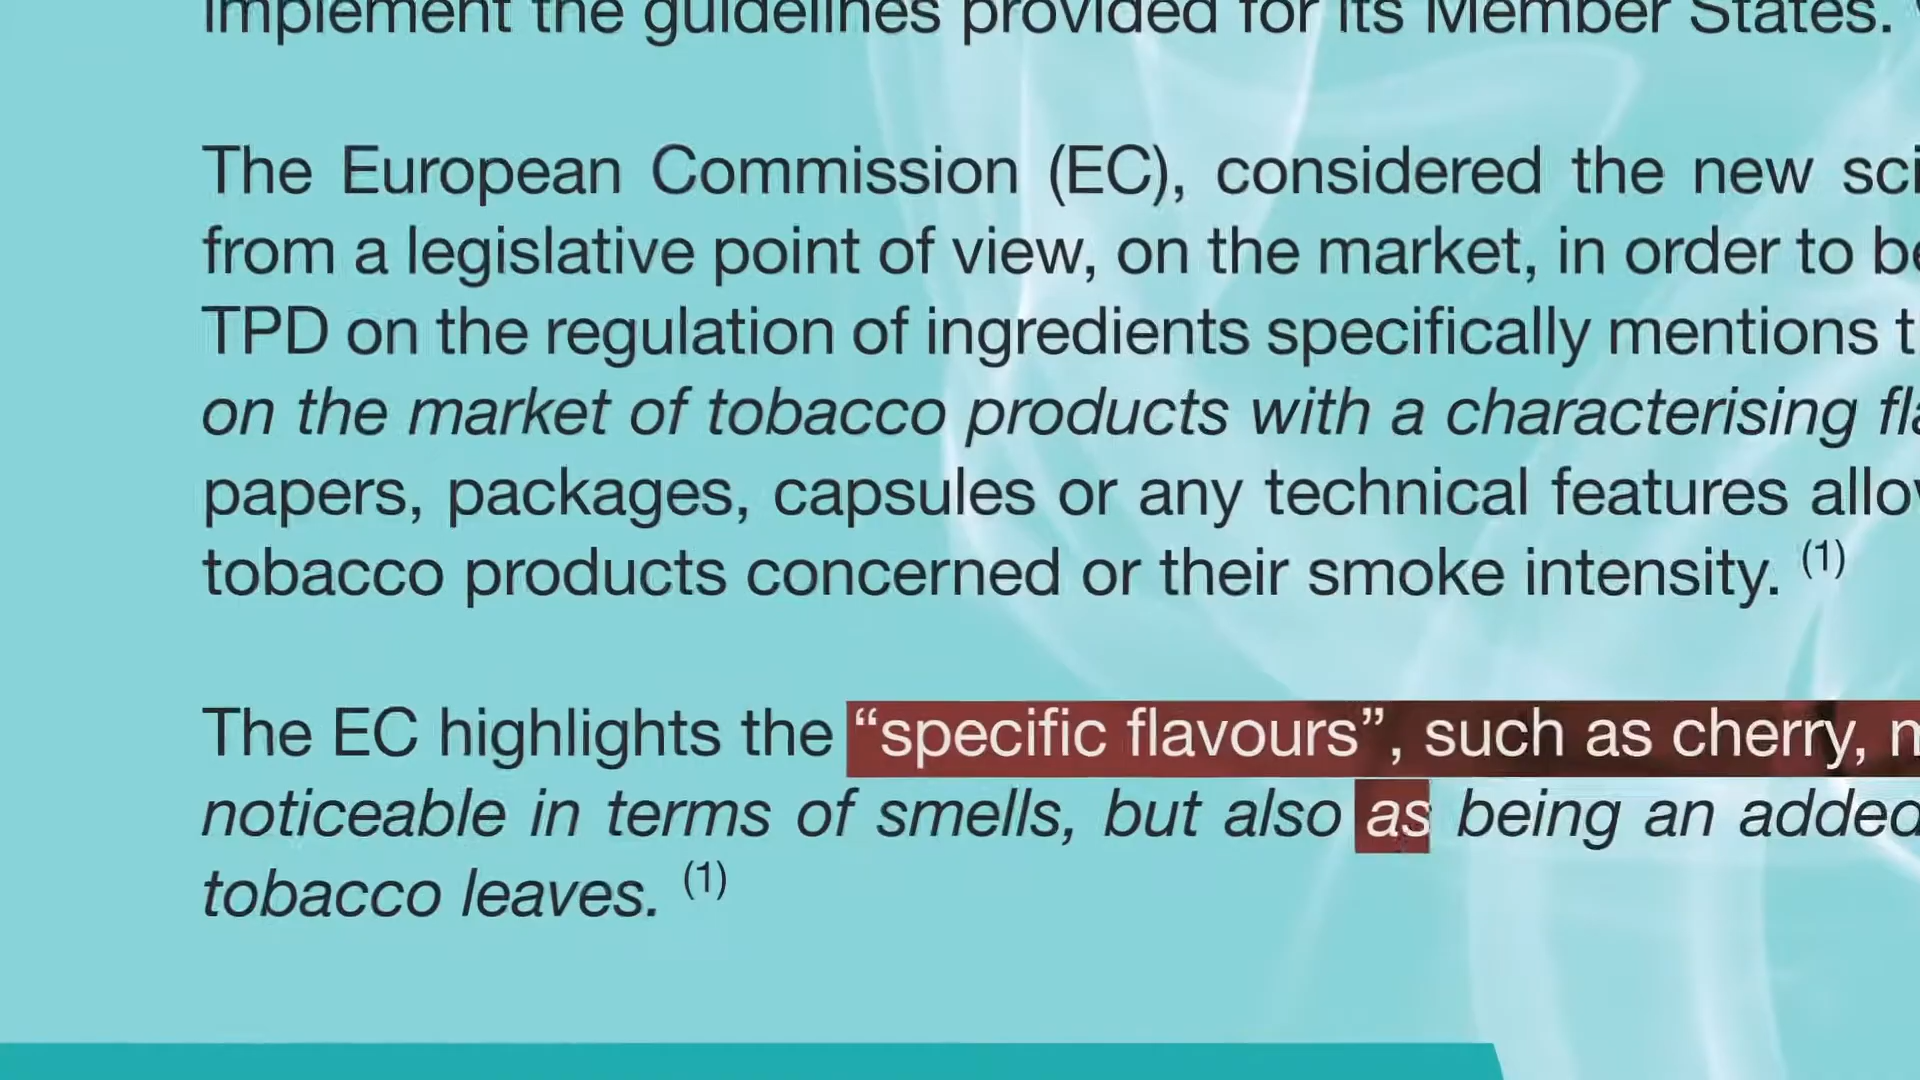 implement the guidelines provided for its Member States.
The European Commission (EC), considered the new
from a legislative point of view, on the market, in order to
TPD on the regulation of ingredients specifically mentions
on the market of tobacco products with a characterising
papers, packages, capsules or any technical features
tobacco products concerned or their smoke intensity. (1)
The EC highlights the “specific flavours”, such as cherry,
noticeable in terms of smells, but also as being an added
tobacco leaves. (1)